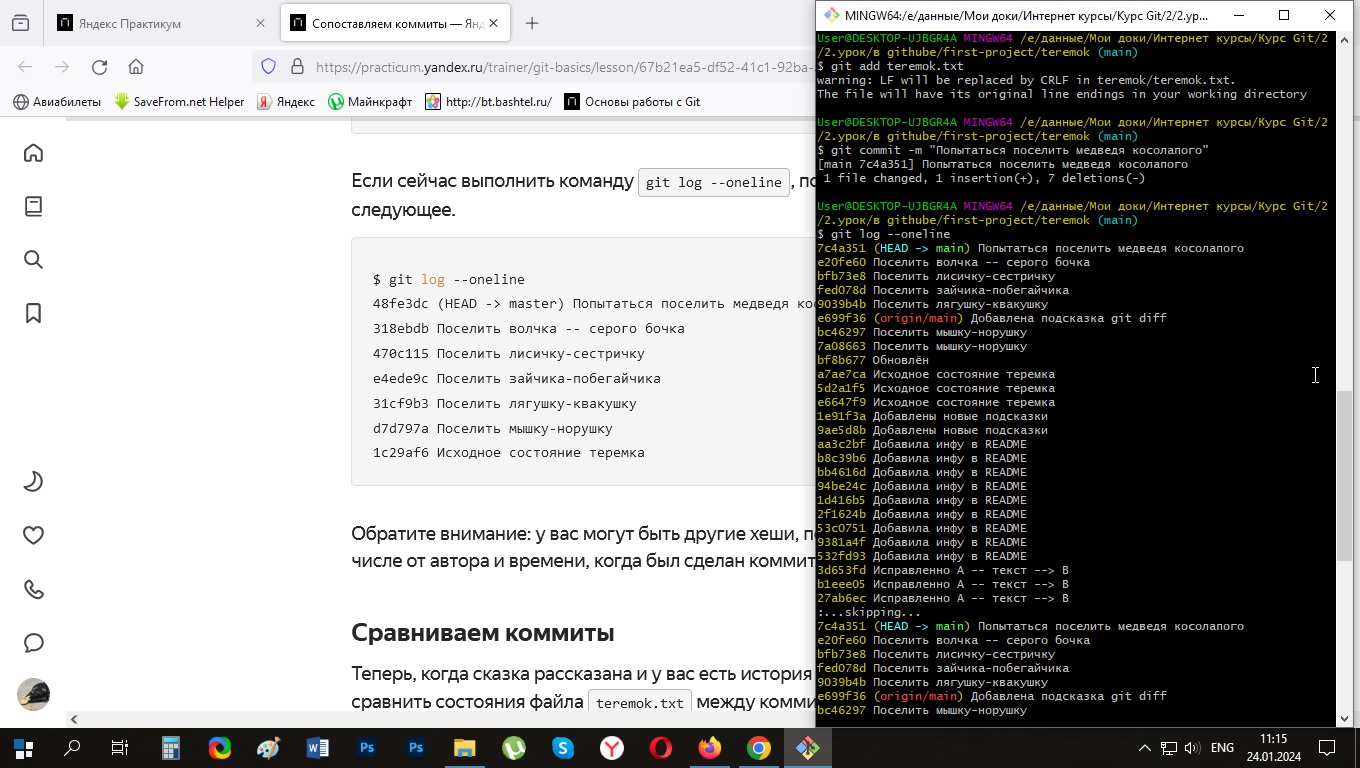 Яндекс Практикум
Сопоставляем коммиты — Янд
MINGW64:/e/данные/Мои доки/Интернет курсы/Курс Git/2/2.ур...
https://practicum.yandex.ru/trainer/git-basics/lesson/67b21ea5-df52-41c1-92ba-
Авиабилеты
SaveFrom.net Helper
Яндекс
Майнкрафт
http://bt.bashtel.ru/
Основы работы с Git
Если сейчас выполнить команду git log --oneline, по
следующее.
$ git log --oneline
48fe3dc (HEAD -> master) Попытаться поселить медведя ко
318ebdb Поселить волчка -- серого бочка
470c115 Поселить лисичку-сестричку
e4ede9c Поселить зайчика-побегайчика
31cf9b3 Поселить лягушку-квакушку
d7d797a Поселить мышку-норушку
1c29af6 Исходное состояние теремка
Обратите внимание: у вас могут быть другие хеши, п
числе от автора и времени, когда был сделан коммит
Сравниваем коммиты
Теперь, когда сказка рассказана и у вас есть история
сравнить состояния файла teremok.txt между комми
User@DESKTOP-UJBGR4A MINGW64 /e/данные/Мои доки/Интернет курсы/Курс Git/2
/2.урок/в githube/first-project/teremok (main)
$ git add teremok.txt
warning: LF will be replaced by CRLF in teremok/teremok.txt.
The file will have its original line endings in your working directory
User@DESKTOP-UJBGR4A MINGW64 /e/данные/Мои доки/Интернет курсы/Курс Git/2
/2.урок/в githube/first-project/teremok (main)
$ git commit -m "Попытаться поселить медведя косолапого"
[main 7c4a351] Попытаться поселить медведя косолапого
1 file changed, 1 insertion(+), 7 deletions(-)
User@DESKTOP-UJBGR4A MINGW64 /e/данные/Мои доки/Интернет курсы/Курс Git/2
/2.урок/в githube/first-project/teremok (main)
$ git log --oneline
7c4a351 (HEAD -> main) Попытаться поселить медведя косолапого
e20fe60 Поселить волчка -- серого бочка
bfb73e8 Поселить лисичку-сестричку
fed078d Поселить зайчика-побегайчика
9039b4b Поселить лягушку-квакушку
e699f36 (origin/main) Добавлена подсказка git diff
bc46297 Поселить мышку-норушку
7a08663 Поселить мышку-норушку
bf8b677 Обновлён
a7ae7ca Исходное состояние теремка
5d2a1f5 Исходное состояние теремка
e6647f9 Исходное состояние теремка
1e91f3a Добавлены новые подсказки
9ae5d8b Добавлены новые подсказки
aa3c2bf Добавила инфу в README
b8c39b6 Добавила инфу в README
bb4616d Добавила инфу в README
94be24c Добавила инфу в README
1d416b5 Добавила инфу в README
2f1624b Добавила инфу в README
53c0751 Добавила инфу в README
9381a4f Добавила инфу в README
532fd93 Добавила инфу в README
3d653fd Исправленно А -- текст --> В
b1eee05 Исправленно А -- текст --> В
27ab6ec Исправленно А -- текст --> В
:...skipping...
7c4a351 (HEAD -> main) Попытаться поселить медведя косолапого
e20fe60 Поселить волчка -- серого бочка
bfb73e8 Поселить лисичку-сестричку
fed078d Поселить зайчика-побегайчика
9039b4b Поселить лягушку-квакушку
e699f36 (origin/main) Добавлена подсказка git diff
bc46297 Поселить мышку-норушку
ENG
11:15
24.01.2024